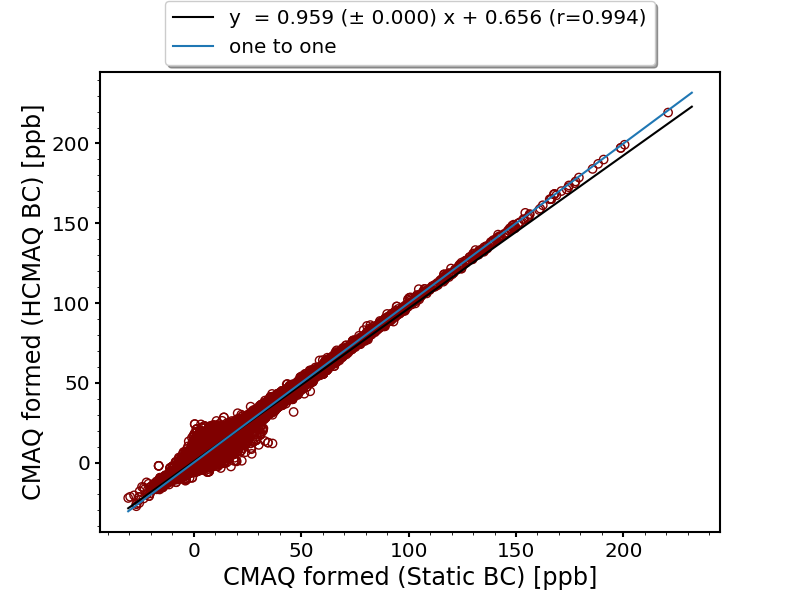 y = 0.959 (± 0.000) x + 0.656 (r=0.994)
one to one
CMAQ formed (HCMAQ BC) [ppb]
200
150
100
50
0
0 50 100 150 200
CMAQ formed (Static BC) [ppb]